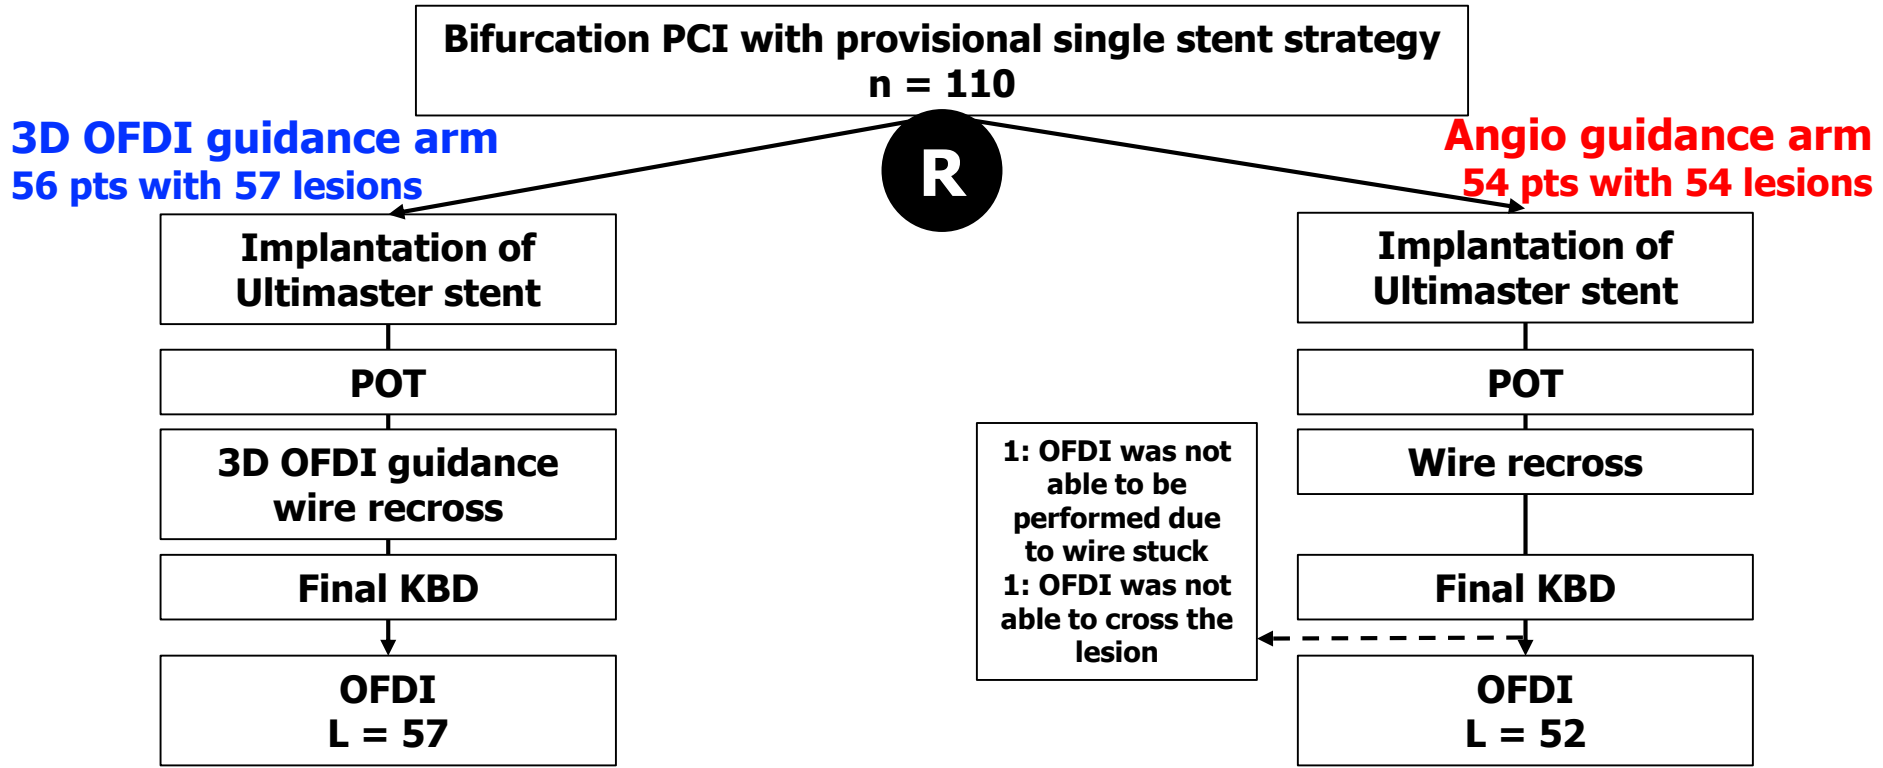 Bifurcation PCI with provisional single stent strategy
n = 110
R
3D OFDI guidance arm
56 pts with 57 lesions
Implantation of
Ultimaster stent
POT
3D OFDI guidance
wire recross
Final KBD
OFDI
L = 57
Angio guidance arm
54 pts with 54 lesions
Implantation of
Ultimaster stent
POT
Wire recross
Final KBD
1: OFDI was not
able to be
performed due
to wire stuck
1: OFDI was not
able to cross the
lesion
OFDI
L = 52